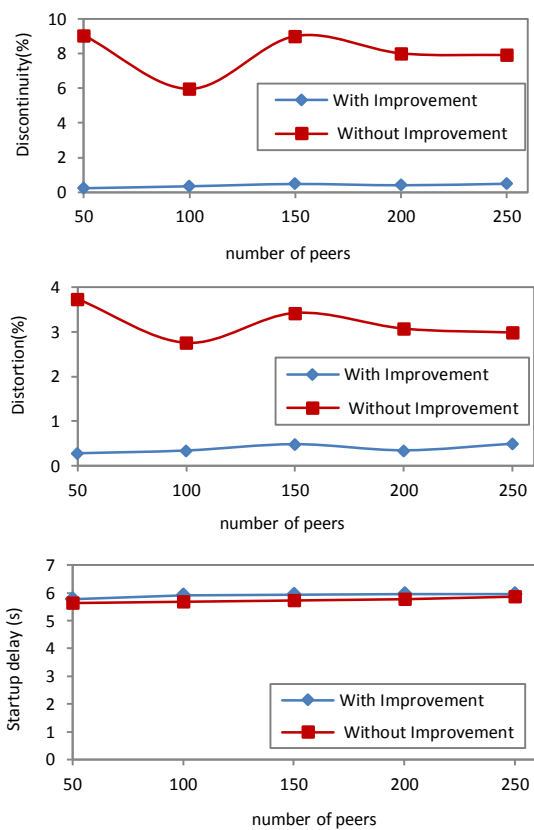 Discontinuity(%)
10
8
6
4
2
0
With Improvement
Without Improvement
50 100 150 200 250
number of peers
Distortion(%)
4
3
2
1
0
With Improvement
Without Improvement
50 100 150 200 250
number of peers
Startup delay (s)
7
6
5
4
3
2
1
0
With Improvement
Without Improvement
50 100 150 200 250
number of peers